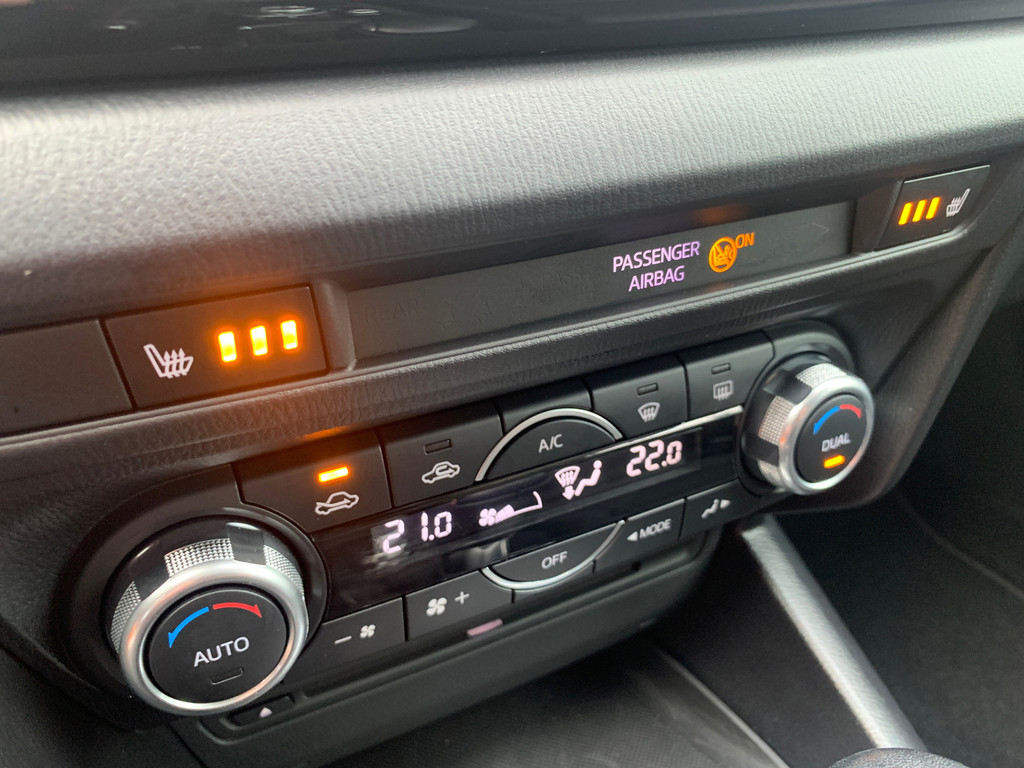 PASSENGER
AIRBAG
ON
A/C
DUAL
21.0
22.0
OFF
MODE
AUTO
- +